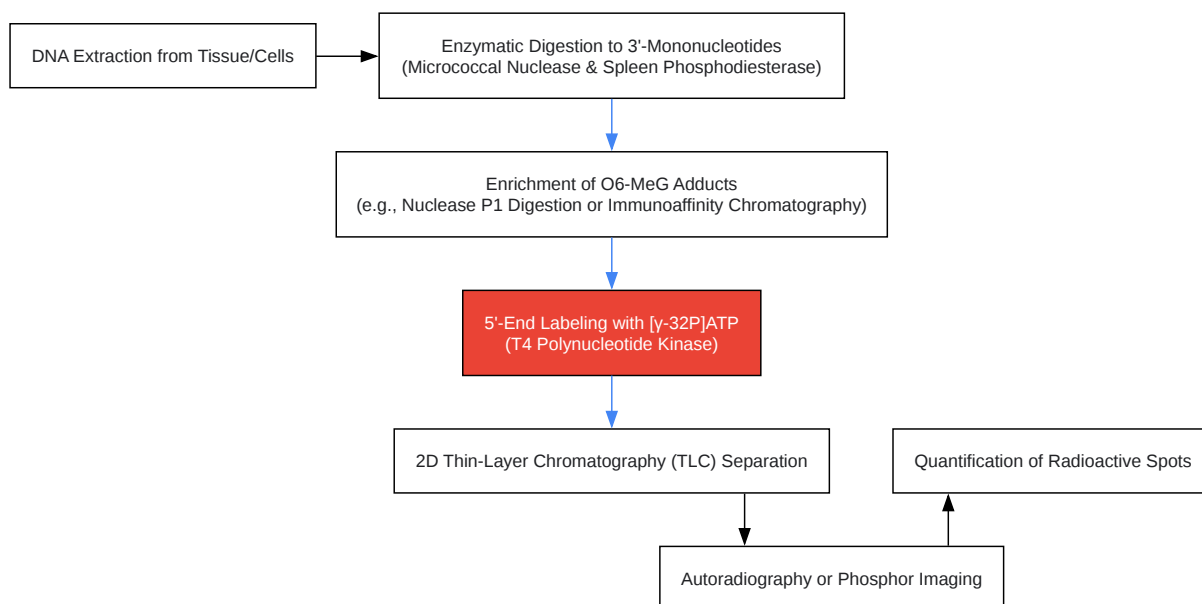 DNA Extraction from Tissue/Cells
Enzymatic Digestion to 3'-Mononucleotides
(Micrococcal Nuclease & Spleen Phosphodiesterase)
Enrichment of O6-MeG Adducts
(e.g., Nuclease P1 Digestion or Immunoaffinity Chromatography)
5'-End Labeling with [γ-32P]ATP
(T4 Polynucleotide Kinase)
2D Thin-Layer Chromatography (TLC) Separation
Quantification of Radioactive Spots
Autoradiography or Phosphor Imaging